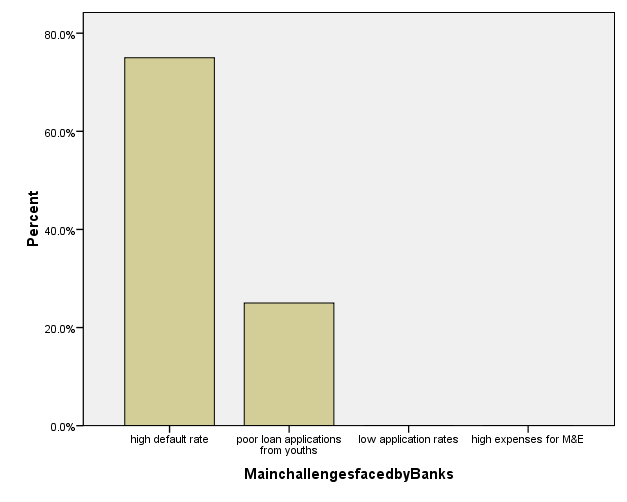 80.0%
60.0%
40.0%
20.0%
0.0%
Percent
high default rate
poor loan applications
from youths
low application rates
high expenses for M&E
MainchallengesfacedbyBanks